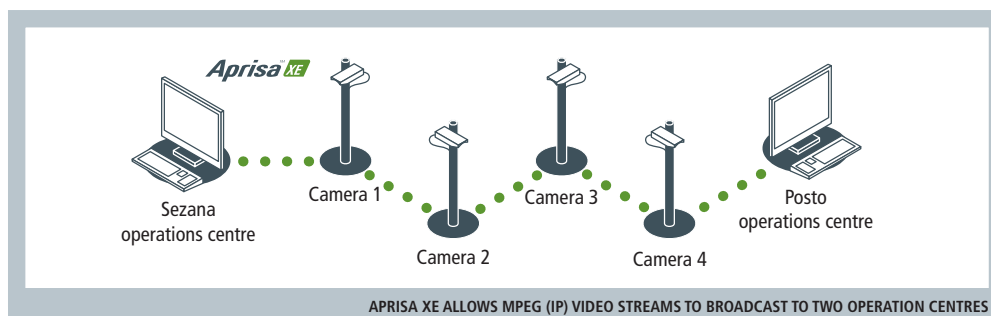 Aprisa XE
Camera 1
Camera 3
Sezana
operations centre
Posto
operations centre
Camera 2
Camera 4
APRISA XE ALLOWS MPEG (IP) VIDEO STREAMS TO BROADCAST TO TWO OPERATION CENTRES